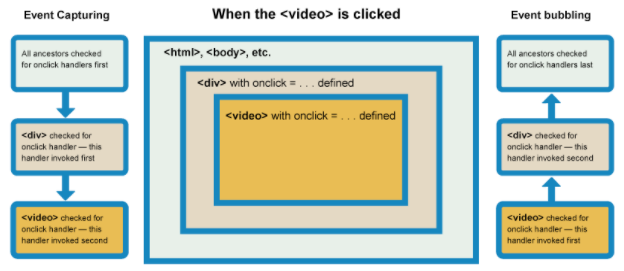 Event Capturing
When the <video> is clicked
Event bubbling
All ancestors checked
for onclick handlers first
<div> checked for
onclick handler — this
handler invoked first
<video> checked for
onclick handler — this
handler invoked second
<html>, <body>, etc.
<div> with onclick = . . . defined
<video> with onclick = . . . defined
All ancestors checked
for onclick handlers last
<div> checked for
onclick handler — this
handler invoked second
<video> checked for
onclick handler — this
handler invoked first